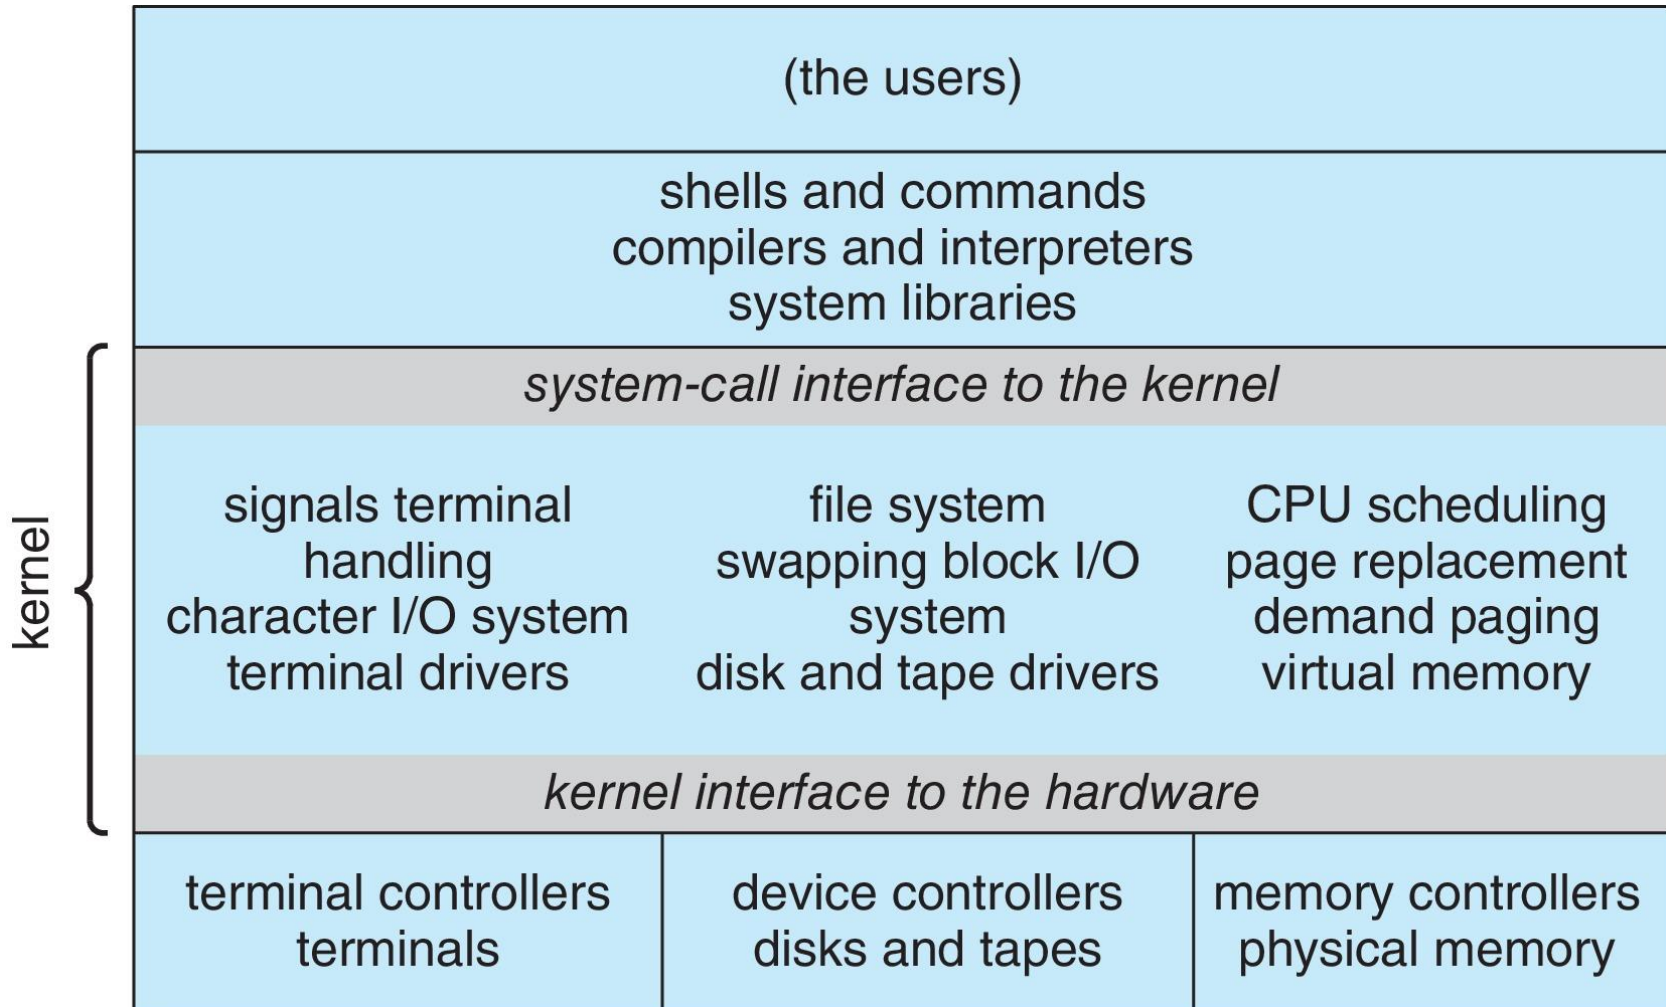 (the users)
shells and commands
compilers and interpreters
system libraries
system-call interface to the kernel
kernel
signals terminal
handling
character I/O system
terminal drivers
file system
swapping block I/O
system
disk and tape drivers
CPU scheduling
page replacement
demand paging
virtual memory
kernel interface to the hardware
terminal controllers
terminals
device controllers
disks and tapes
memory controllers
physical memory